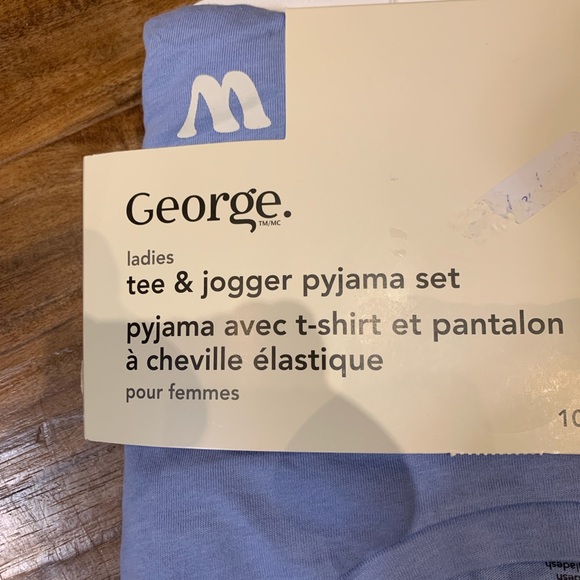 M
George.
TM/MC
ladies
tee & jogger pyjama set
pyjama avec t-shirt et pantalon
à cheville élastique
pour femmes
10